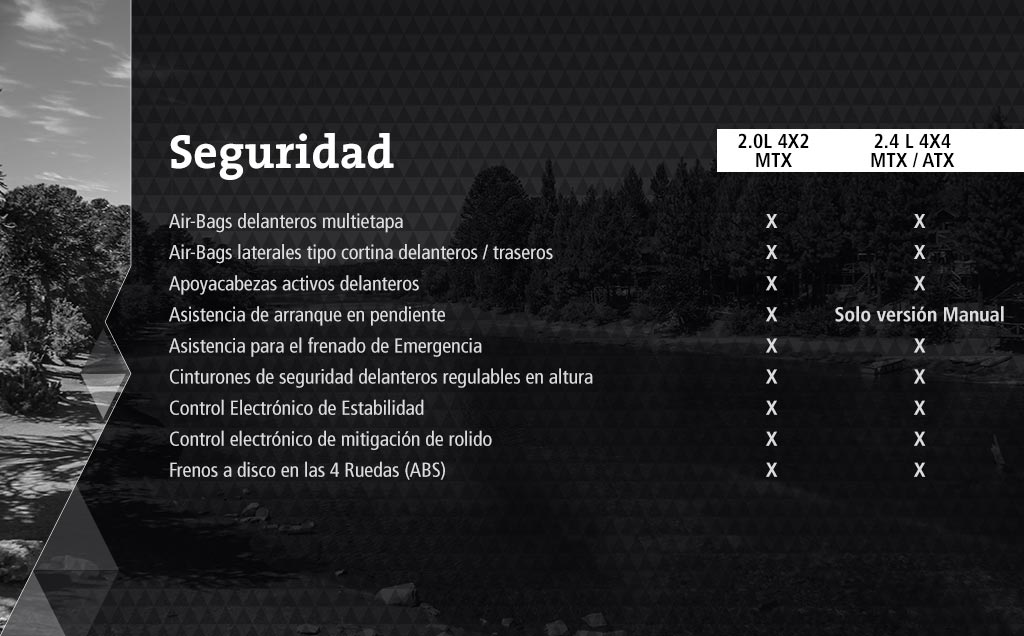 Seguridad
2.0L 4X2 2.4 L 4X4
MTX MTX / ATX
Air-Bags delanteros multietapa X X
Air-Bags laterales tipo cortina delanteros / traseros X X
Apoyacabezas activos delanteros X X
Asistencia de arranque en pendiente X Solo versión Manual
Asistencia para el frenado de Emergencia X X
Cinturones de seguridad delanteros regulables en altura X X
Control Electrónico de Estabilidad X X
Control electrónico de mitigación de rolido X X
Frenos a disco en las 4 Ruedas (ABS) X X